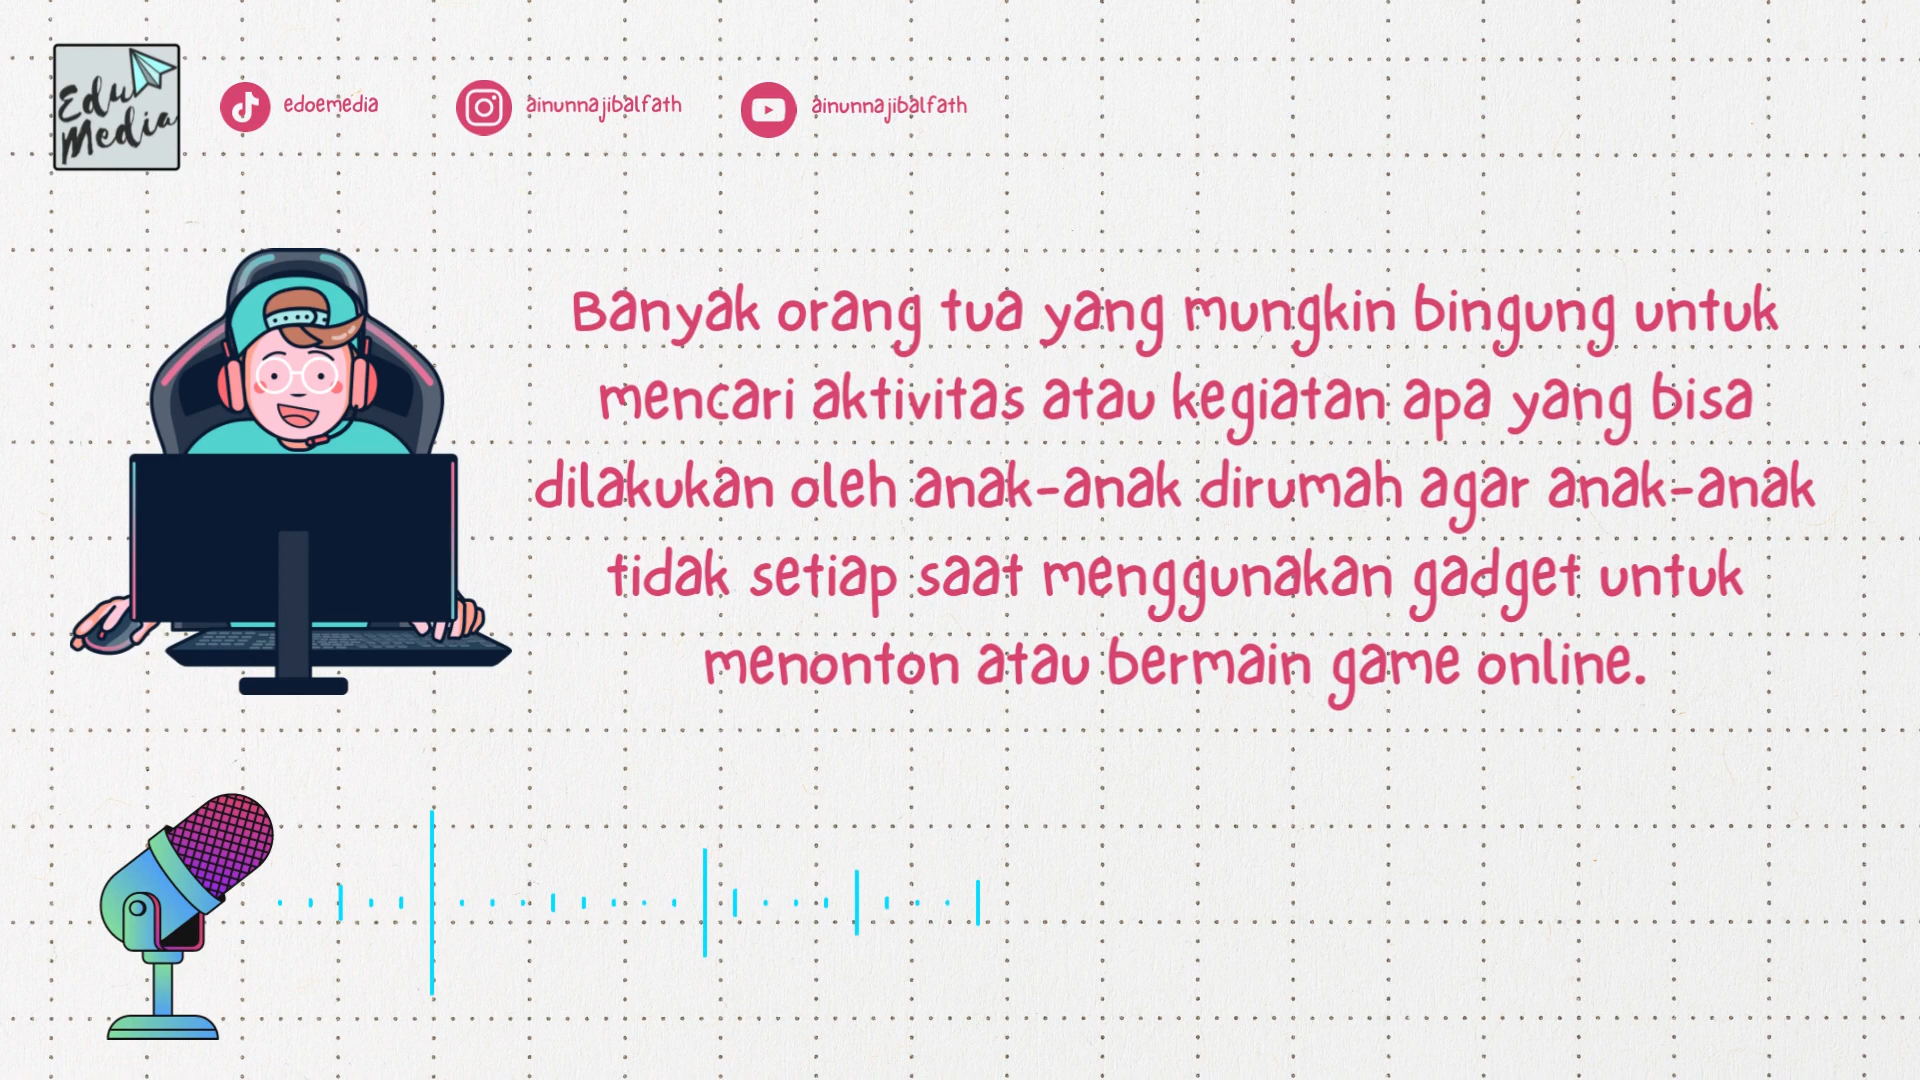 Edu
Media
edoemedia
ainunnajibalfath
ainunnajibalfath
Banyak orang tua yang mungkin bingung untuk
mencari aktivitas atau kegiatan apa yang bisa
dilakukan oleh anak-anak dirumah agar anak-anak
tidak setiap saat menggunakan gadget untuk
menonton atau bermain game online.